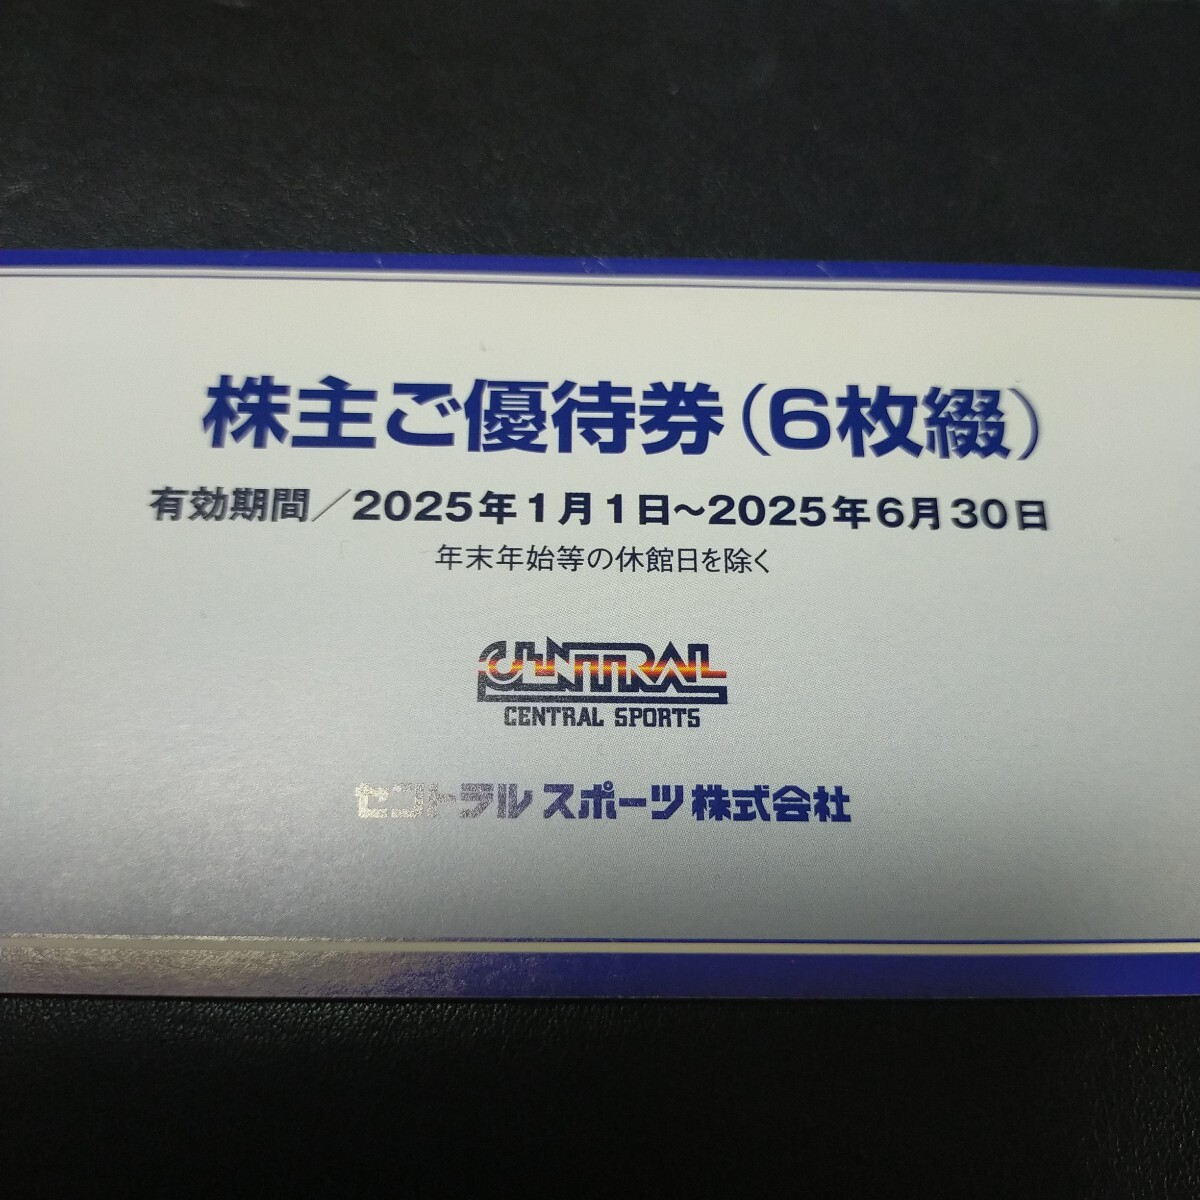 株主ご優待券（6枚綴）
有効期間／2025年1月1日〜2025年6月30日
年末年始等の休館日を除く
CENTRAL
CENTRAL SPORTS
セントラルスポーツ株式会社